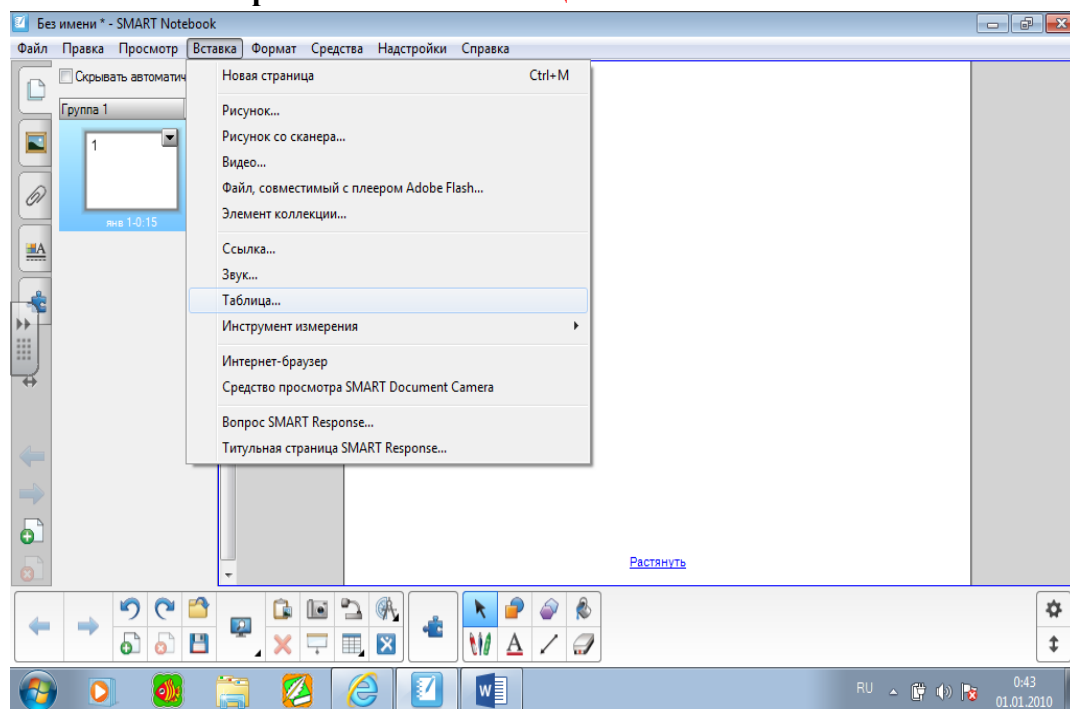 Без имени * - SMART Notebook
Файл Правка Просмотр Вставка Формат Средства Надстройки Справка
Скрывать автоматич
Группа 1
1
янв 1-0:15
Новая страница Ctrl+M
Рисунок...
Рисунок со сканера...
Видео...
Файл, совместимый с плеером Adobe Flash...
Элемент коллекции...
Ссылка...
Звук...
Таблица...
Инструмент измерения
Интернет-браузер
Средство просмотра SMART Document Camera
Вопрос SMART Response...
Титульная страница SMART Response...
Растянуть
RU
0:43
01.01.2010